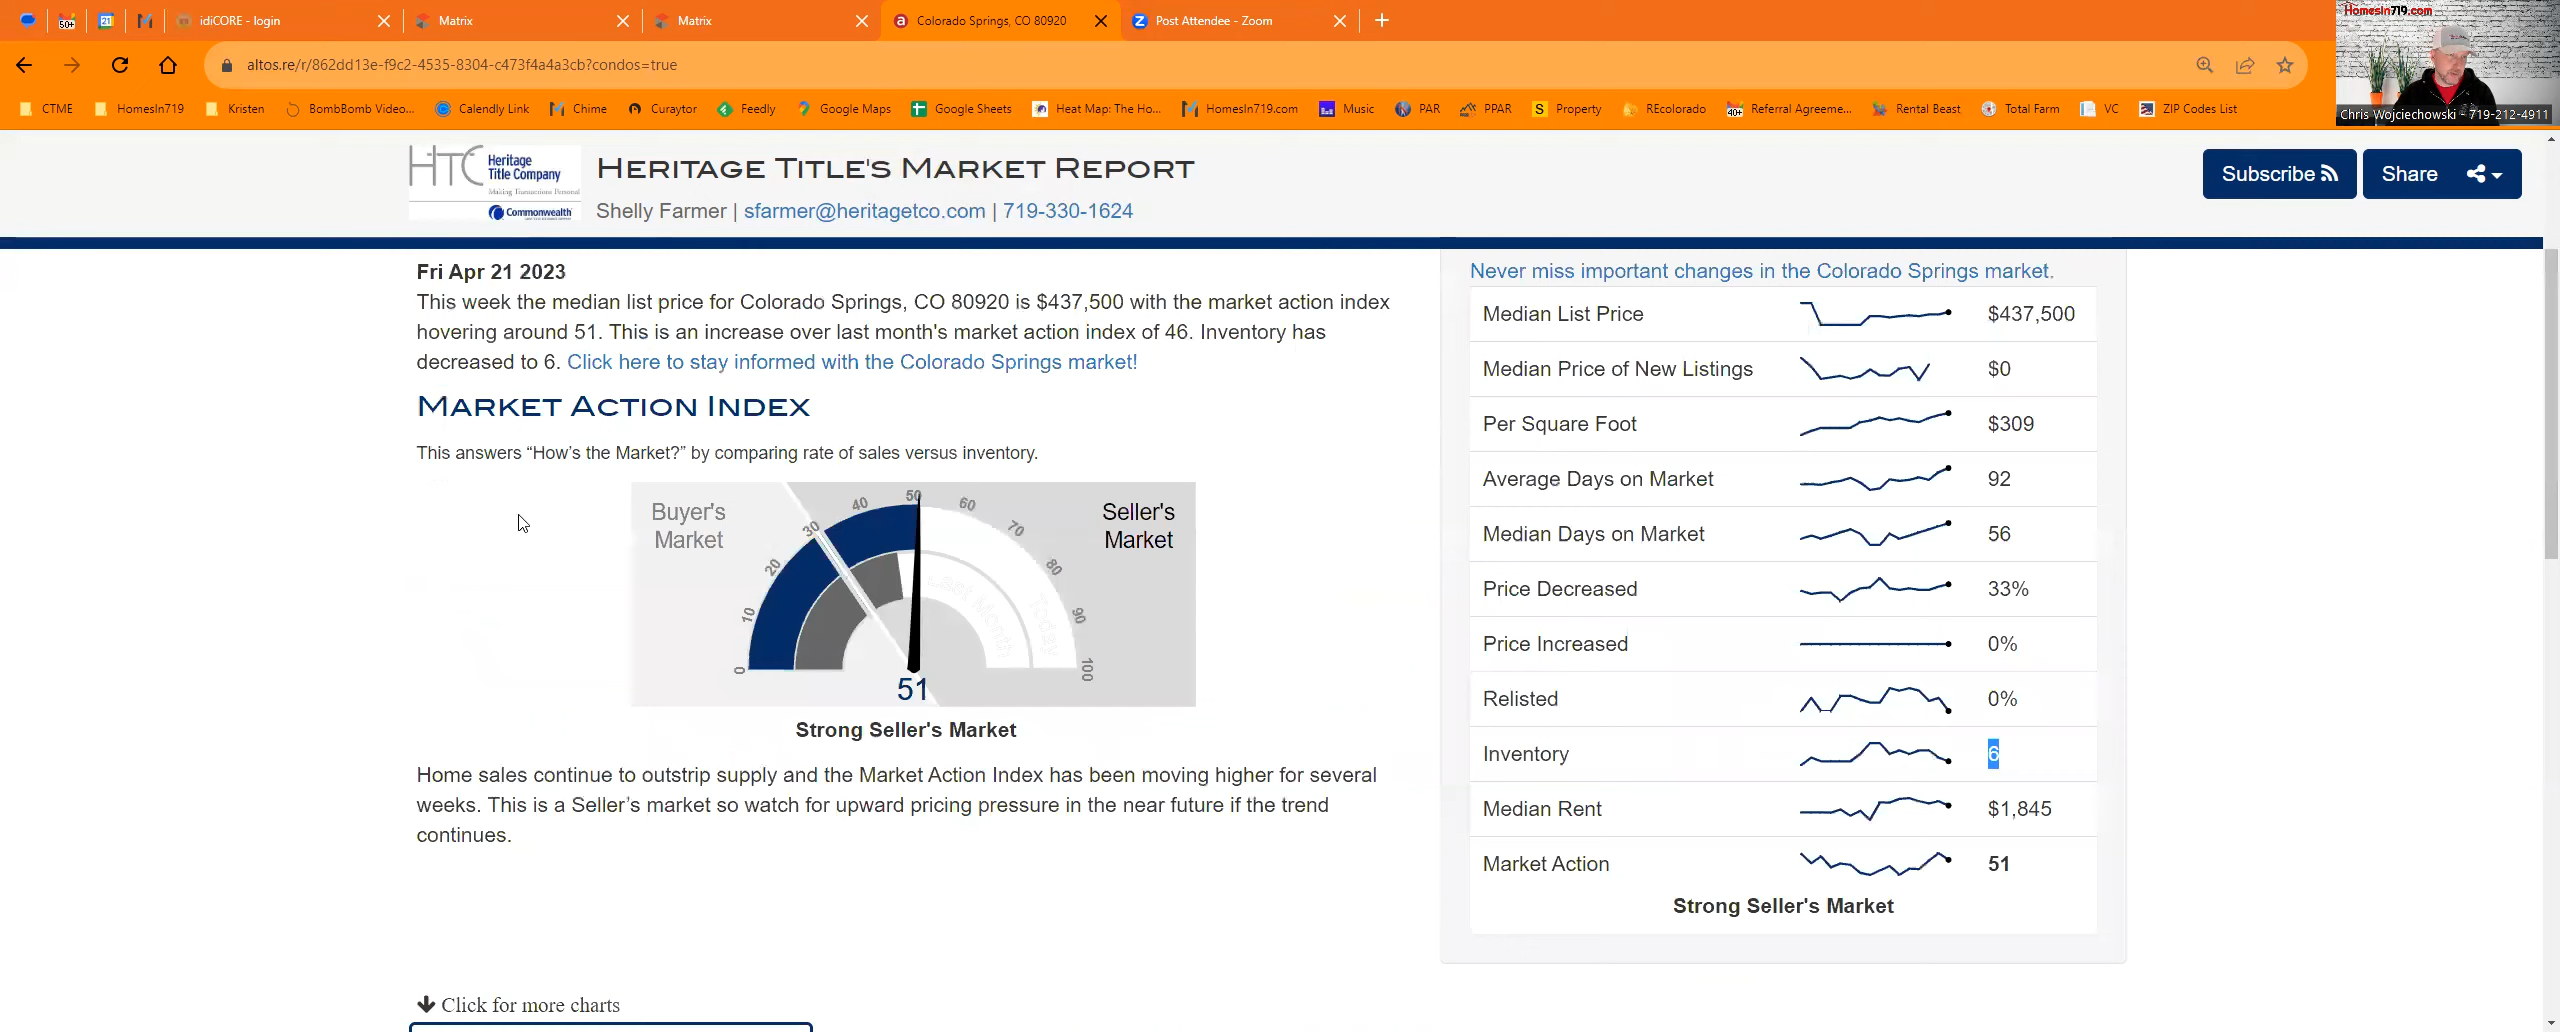 50+
21
idiCORE - login
Matrix
Matrix
a Colorado Springs, CO 80920
Z Post Attendee - Zoom
HomesIn719.com
altos.re/r/862dd13e-f9c2-4535-8304-c473f4a4a3cb?condos=true
CTME
HomesIn719
Kristen
BombBomb Video...
Calendly Link
Chime
Curaytor
Feedly
Google Maps
Google Sheets
Heat Map: The Ho...
HomesIn719.com
Music
PAR
PPAR
S Property
REcolorado
40+ Referral Agreeme...
Rental Beast
Total Farm
VC
ZIP Codes List
Chris Wojciechowski - 719-212-4911
HTC Heritage
Title Company
Making Transactions Personal
Commonwealth
HERITAGE TITLE'S MARKET REPORT
Shelly Farmer | sfarmer@heritagetco.com | 719-330-1624
Subscribe
Share
Fri Apr 21 2023
This week the median list price for Colorado Springs, CO 80920 is $437,500 with the market action index
hovering around 51. This is an increase over last month's market action index of 46. Inventory has
decreased to 6. Click here to stay informed with the Colorado Springs market!
MARKET ACTION INDEX
This answers “How’s the Market?” by comparing rate of sales versus inventory.
Buyer's
Market
Seller's
Market
0
10
20
30
40
50
60
70
80
90
100
Last Month
Today
51
Strong Seller's Market
Home sales continue to outstrip supply and the Market Action Index has been moving higher for several
weeks. This is a Seller’s market so watch for upward pricing pressure in the near future if the trend
continues.
Click for more charts
Never miss important changes in the Colorado Springs market.
Median List Price $437,500
Median Price of New Listings $0
Per Square Foot $309
Average Days on Market 92
Median Days on Market 56
Price Decreased 33%
Price Increased 0%
Relisted 0%
Inventory 6
Median Rent $1,845
Market Action 51
Strong Seller's Market